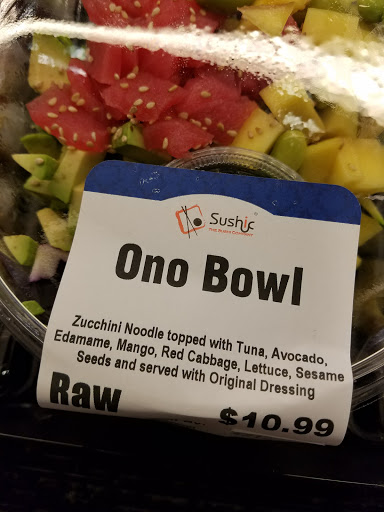 Sushic
Ono Bowl
Zucchini Noodle topped with Tuna, Avocado,
Edamame, Mango, Red Cabbage, Lettuce, Sesame
Seeds and served with Original Dressing
Raw
$10.99